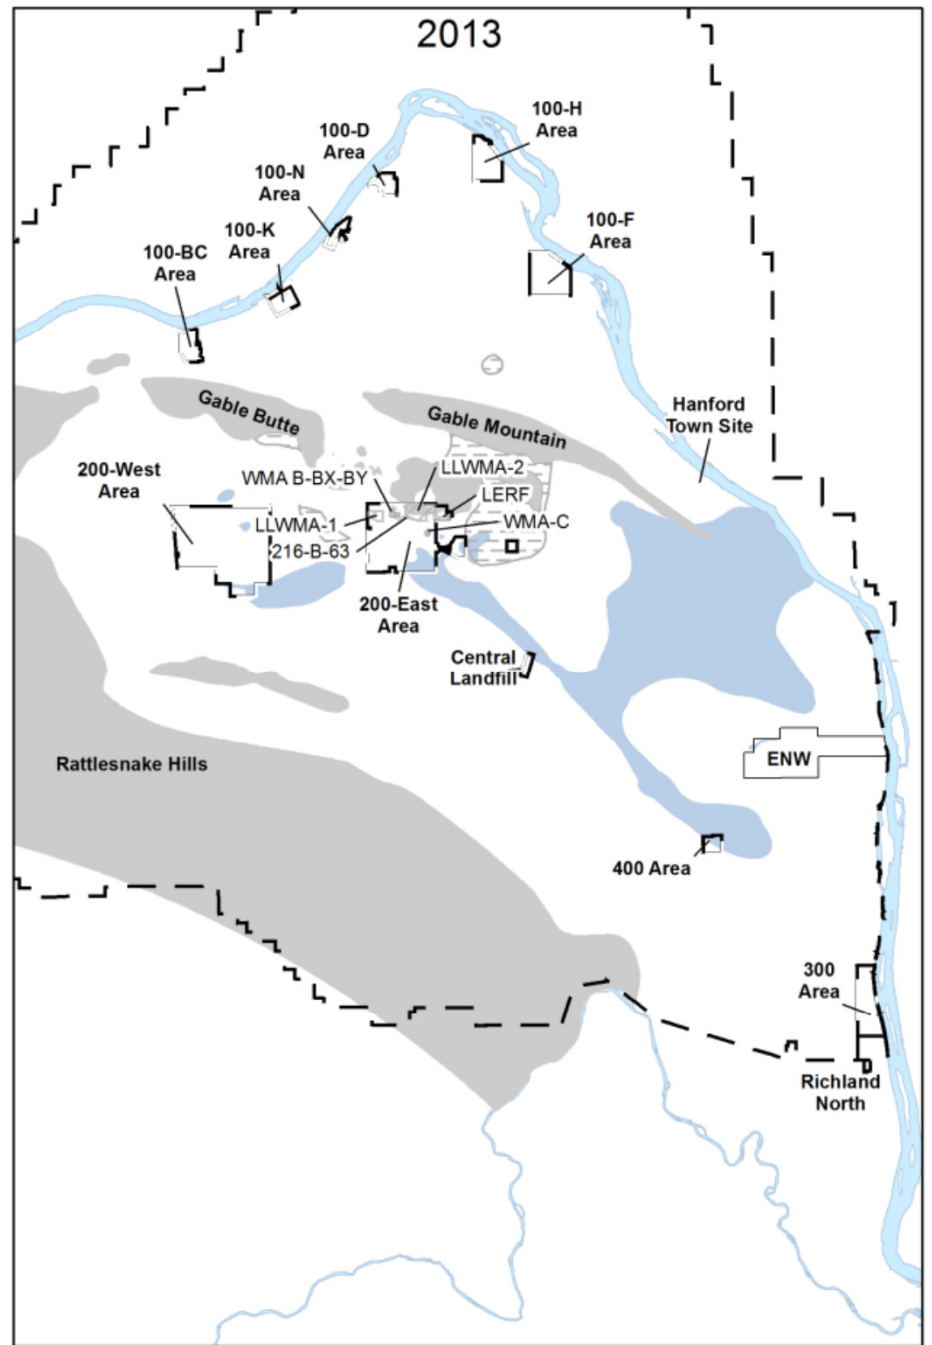 2013
100-H
Area
100-D
Area
100-N
Area
100-F
Area
100-K
Area
100-BC
Area
Gable Butte
Gable Mountain
Hanford
Town Site
200-West
Area
WMA B-BX-BY
LLWMA-2
LERF
LLWMA-1
WMA-C
216-B-63
200-East
Area
Central
Landfill
Rattlesnake Hills
ENW
400 Area
300
Area
Richland
North